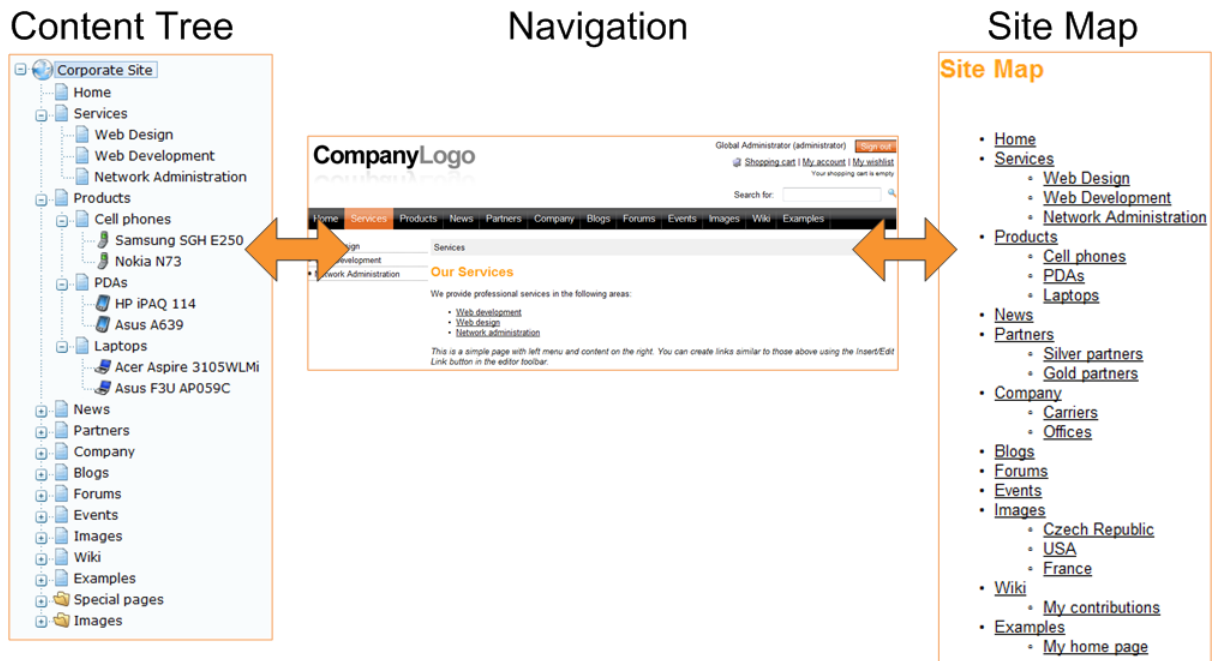 Content Tree
Navigation
Site Map
Corporate Site
Home
Services
Web Design
Web Development
Network Administration
Products
Cell phones
Samsung SGH E250
Nokia N73
PDAs
HP iPAQ 114
Asus A639
Laptops
Acer Aspire 3105WLMi
Asus F3U AP059C
News
Partners
Company
Blogs
Forums
Events
Images
Wiki
Examples
Special pages
Images
CompanyLogo
Global Administrator (administrator) Sign out
Shopping cart | My account | My wishlist
Your shopping cart is empty
Search for:
Home Services Products News Partners Company Blogs Forums Events Images Wiki Examples
Services
Network Administration
Our Services
We provide professional services in the following areas:
• Web development
• Web design
• Network administration
This is a simple page with left menu and content on the right. You can create links similar to those above using the Insert/Edit
Link button in the editor toolbar.
Site Map
• Home
• Services
◦ Web Design
◦ Web Development
◦ Network Administration
• Products
◦ Cell phones
◦ PDAs
◦ Laptops
• News
• Partners
◦ Silver partners
◦ Gold partners
• Company
◦ Carriers
◦ Offices
• Blogs
• Forums
• Events
• Images
◦ Czech Republic
◦ USA
◦ France
• Wiki
◦ My contributions
• Examples
◦ My home page